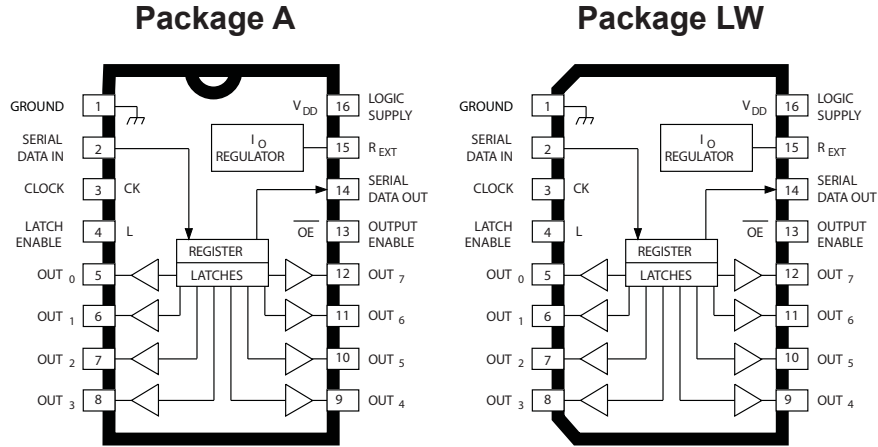 Package A
GROUND 1 V DD 16 LOGIC SUPPLY
SERIAL DATA IN 2 I O REGULATOR 15 R EXT
CLOCK 3 CK 14 SERIAL DATA OUT
LATCH ENABLE 4 L OE 13 OUTPUT ENABLE
REGISTER
OUT 0 5 LATCHES 12 OUT 7
OUT 1 6 11 OUT 6
OUT 2 7 10 OUT 5
OUT 3 8 9 OUT 4
Package LW
GROUND 1 V DD 16 LOGIC SUPPLY
SERIAL DATA IN 2 I O REGULATOR 15 R EXT
CLOCK 3 CK 14 SERIAL DATA OUT
LATCH ENABLE 4 L OE 13 OUTPUT ENABLE
REGISTER
OUT 0 5 LATCHES 12 OUT 7
OUT 1 6 11 OUT 6
OUT 2 7 10 OUT 5
OUT 3 8 9 OUT 4